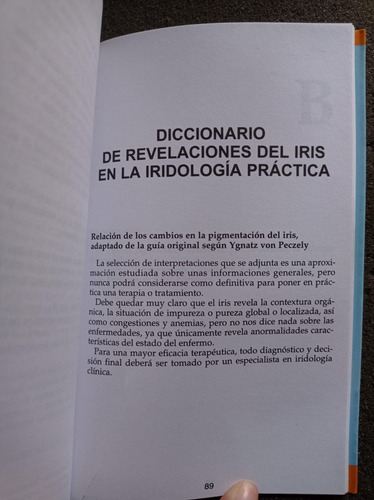 B
DICCIONARIO
DE REVELACIONES DEL IRIS
EN LA IRIDOLOGÍA PRÁCTICA
Relación de los cambios en la pigmentación del iris,
adaptado de la guía original según Ygnatz von Peczely
La selección de interpretaciones que se adjunta es una aproxi-
mación estudiada sobre unas informaciones generales, pero
nunca podrá considerarse como definitiva para poner en prác-
tica una terapia o tratamiento.
Debe quedar muy claro que el iris revela la contextura orgá-
nica, la situación de impureza o pureza global o localizada, así
como congestiones y anemias, pero no nos dice nada sobre las
enfermedades, ya que únicamente revela anormalidades carac-
terísticas del estado del enfermo.
Para una mayor eficacia terapéutica, todo diagnóstico y deci-
sión final deberá ser tomado por un especialista en iridología
clínica.
89